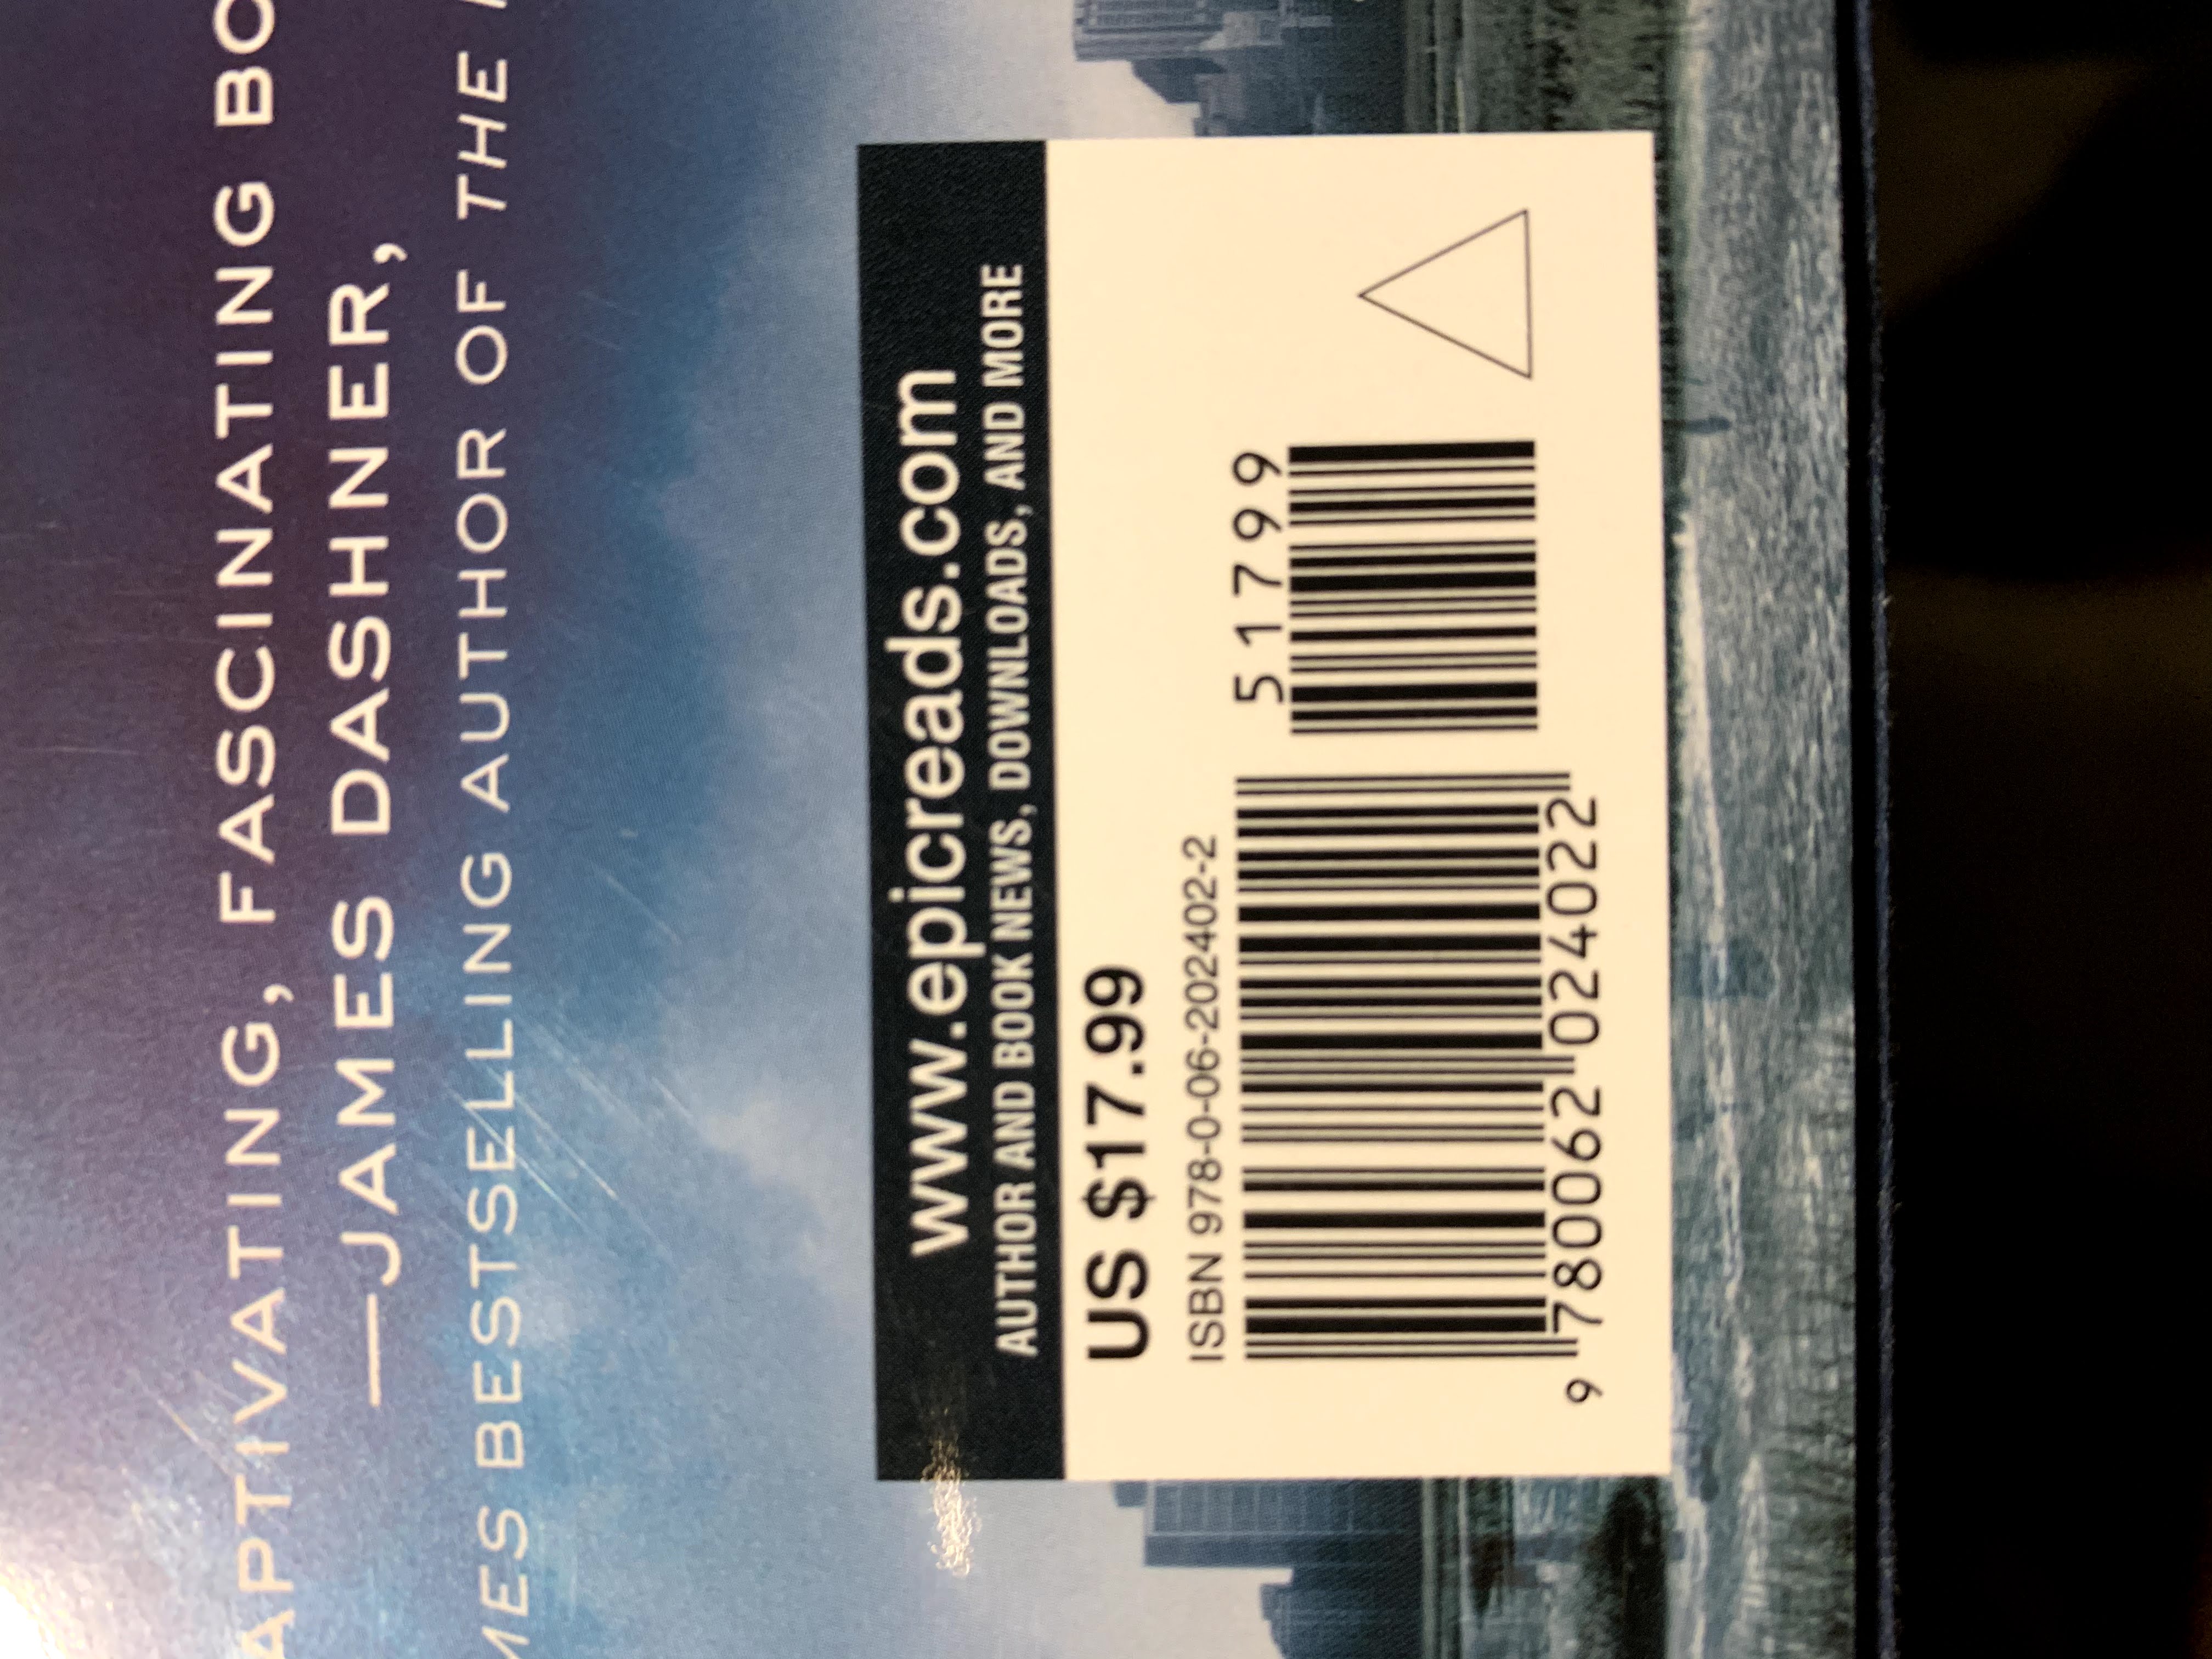 APTIVATING, FASCINATING BO
—JAMES DASHNER,
MES BESTSELLING AUTHOR OF THE
www.epicreads.com
AUTHOR AND BOOK NEWS, DOWNLOADS, AND MORE
US $17.99
ISBN 978-0-06-202402-2
51799
9 780062 024022